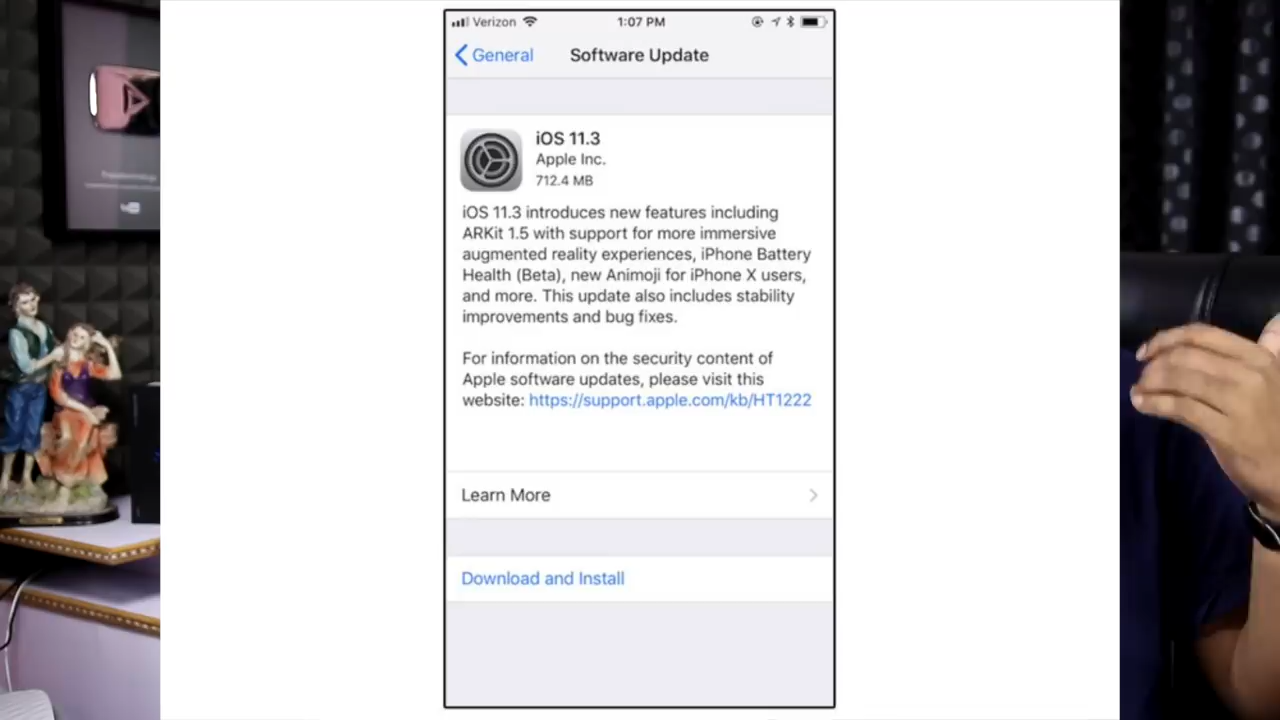 Verizon 1:07 PM
General Software Update
iOS 11.3
Apple Inc.
712.4 MB
iOS 11.3 introduces new features including
ARKit 1.5 with support for more immersive
augmented reality experiences, iPhone Battery
Health (Beta), new Animoji for iPhone X users,
and more. This update also includes stability
improvements and bug fixes.
For information on the security content of
Apple software updates, please visit this
website: https://support.apple.com/kb/HT1222
Learn More
Download and Install